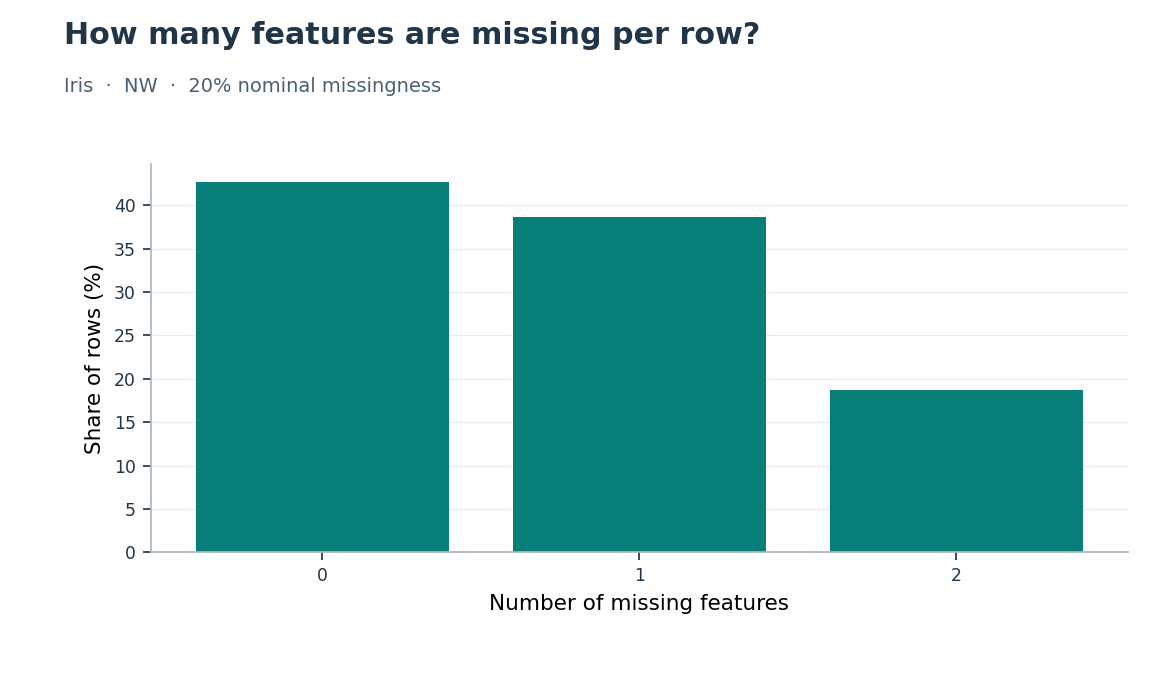 How many features are missing per row?
Iris · NW · 20% nominal missingness
Share of rows (%)
40
35
30
25
20
15
10
5
0
0 1 2
Number of missing features